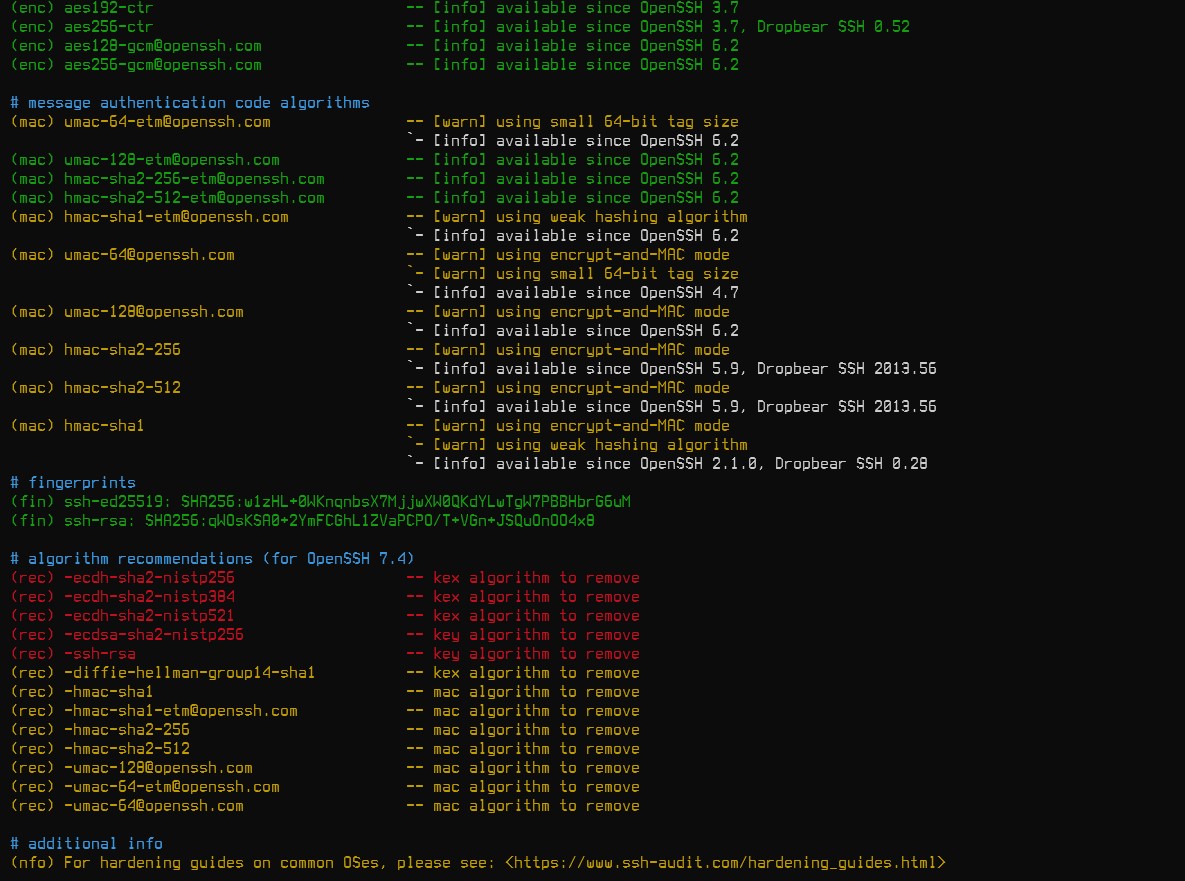 (enc) aes192-ctr -- [info] available since OpenSSH 3.7
(enc) aes256-ctr -- [info] available since OpenSSH 3.7, Dropbear SSH 0.52
(enc) aes128-gcm@openssh.com -- [info] available since OpenSSH 6.2
(enc) aes256-gcm@openssh.com -- [info] available since OpenSSH 6.2
# message authentication code algorithms
(mac) umac-64-etm@openssh.com -- [warn] using small 64-bit tag size
`- [info] available since OpenSSH 6.2
(mac) umac-128-etm@openssh.com -- [info] available since OpenSSH 6.2
(mac) hmac-sha2-256-etm@openssh.com -- [info] available since OpenSSH 6.2
(mac) hmac-sha2-512-etm@openssh.com -- [info] available since OpenSSH 6.2
(mac) hmac-sha1-etm@openssh.com -- [warn] using weak hashing algorithm
`- [info] available since OpenSSH 6.2
(mac) umac-64@openssh.com -- [warn] using encrypt-and-MAC mode
`- [warn] using small 64-bit tag size
`- [info] available since OpenSSH 4.7
(mac) umac-128@openssh.com -- [warn] using encrypt-and-MAC mode
`- [info] available since OpenSSH 6.2
(mac) hmac-sha2-256 -- [warn] using encrypt-and-MAC mode
`- [info] available since OpenSSH 5.9, Dropbear SSH 2013.56
(mac) hmac-sha2-512 -- [warn] using encrypt-and-MAC mode
`- [info] available since OpenSSH 5.9, Dropbear SSH 2013.56
(mac) hmac-sha1 -- [warn] using encrypt-and-MAC mode
`- [warn] using weak hashing algorithm
`- [info] available since OpenSSH 2.1.0, Dropbear SSH 0.28
# fingerprints
(fin) ssh-ed25519: SHA256:w1zHL+0WKnqnbsX7MjjwXW0QKdYLwTgW7PBBHbrG6uM
(fin) ssh-rsa: SHA256:qWOsKSA0+2YmFCGhL1ZVaPCPO/T+VGn+JSQuOnOO4x8
# algorithm recommendations (for OpenSSH 7.4)
(rec) -ecdh-sha2-nistp256 -- kex algorithm to remove
(rec) -ecdh-sha2-nistp384 -- kex algorithm to remove
(rec) -ecdh-sha2-nistp521 -- kex algorithm to remove
(rec) -ecdsa-sha2-nistp256 -- key algorithm to remove
(rec) -ssh-rsa -- key algorithm to remove
(rec) -diffie-hellman-group14-sha1 -- kex algorithm to remove
(rec) -hmac-sha1 -- mac algorithm to remove
(rec) -hmac-sha1-etm@openssh.com -- mac algorithm to remove
(rec) -hmac-sha2-256 -- mac algorithm to remove
(rec) -hmac-sha2-512 -- mac algorithm to remove
(rec) -umac-128@openssh.com -- mac algorithm to remove
(rec) -umac-64-etm@openssh.com -- mac algorithm to remove
(rec) -umac-64@openssh.com -- mac algorithm to remove
# additional info
(nfo) For hardening guides on common OSes, please see: <https://www.ssh-audit.com/hardening_guides.html>